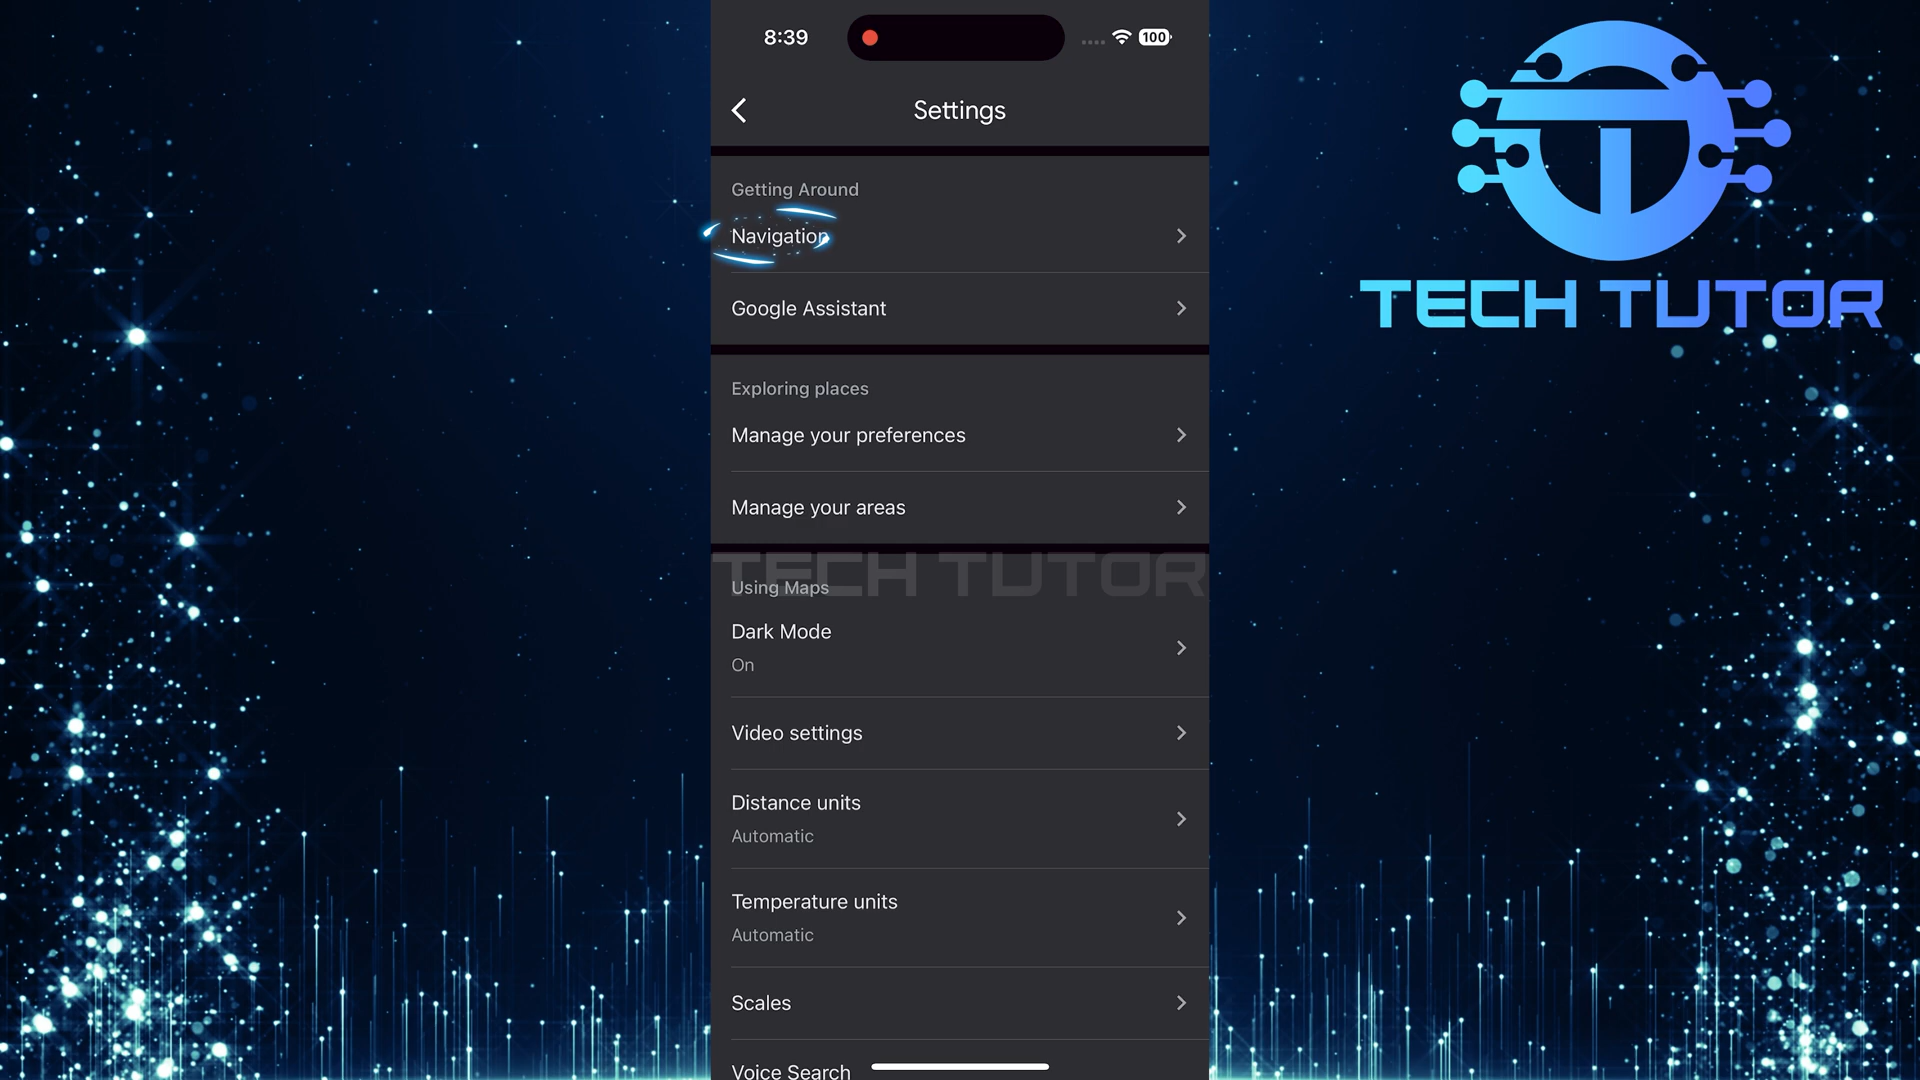 8:39
100
Settings
Getting Around
Navigation
Google Assistant
Exploring places
Manage your preferences
Manage your areas
TECH TUTOR
Using Maps
Dark Mode
On
Video settings
Distance units
Automatic
Temperature units
Automatic
Scales
Voice Search
TECH TUTOR